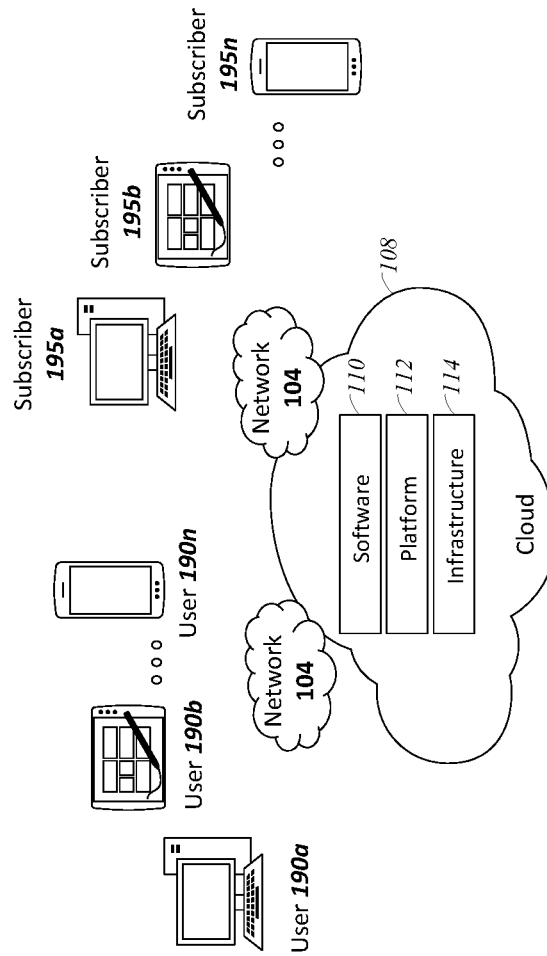 User 190a
User 190b
User 190n
Subscriber
195a
Subscriber
195b
Subscriber
195n
Network
104
Network
104
108
Software
110
Platform
112
Infrastructure
114
Cloud